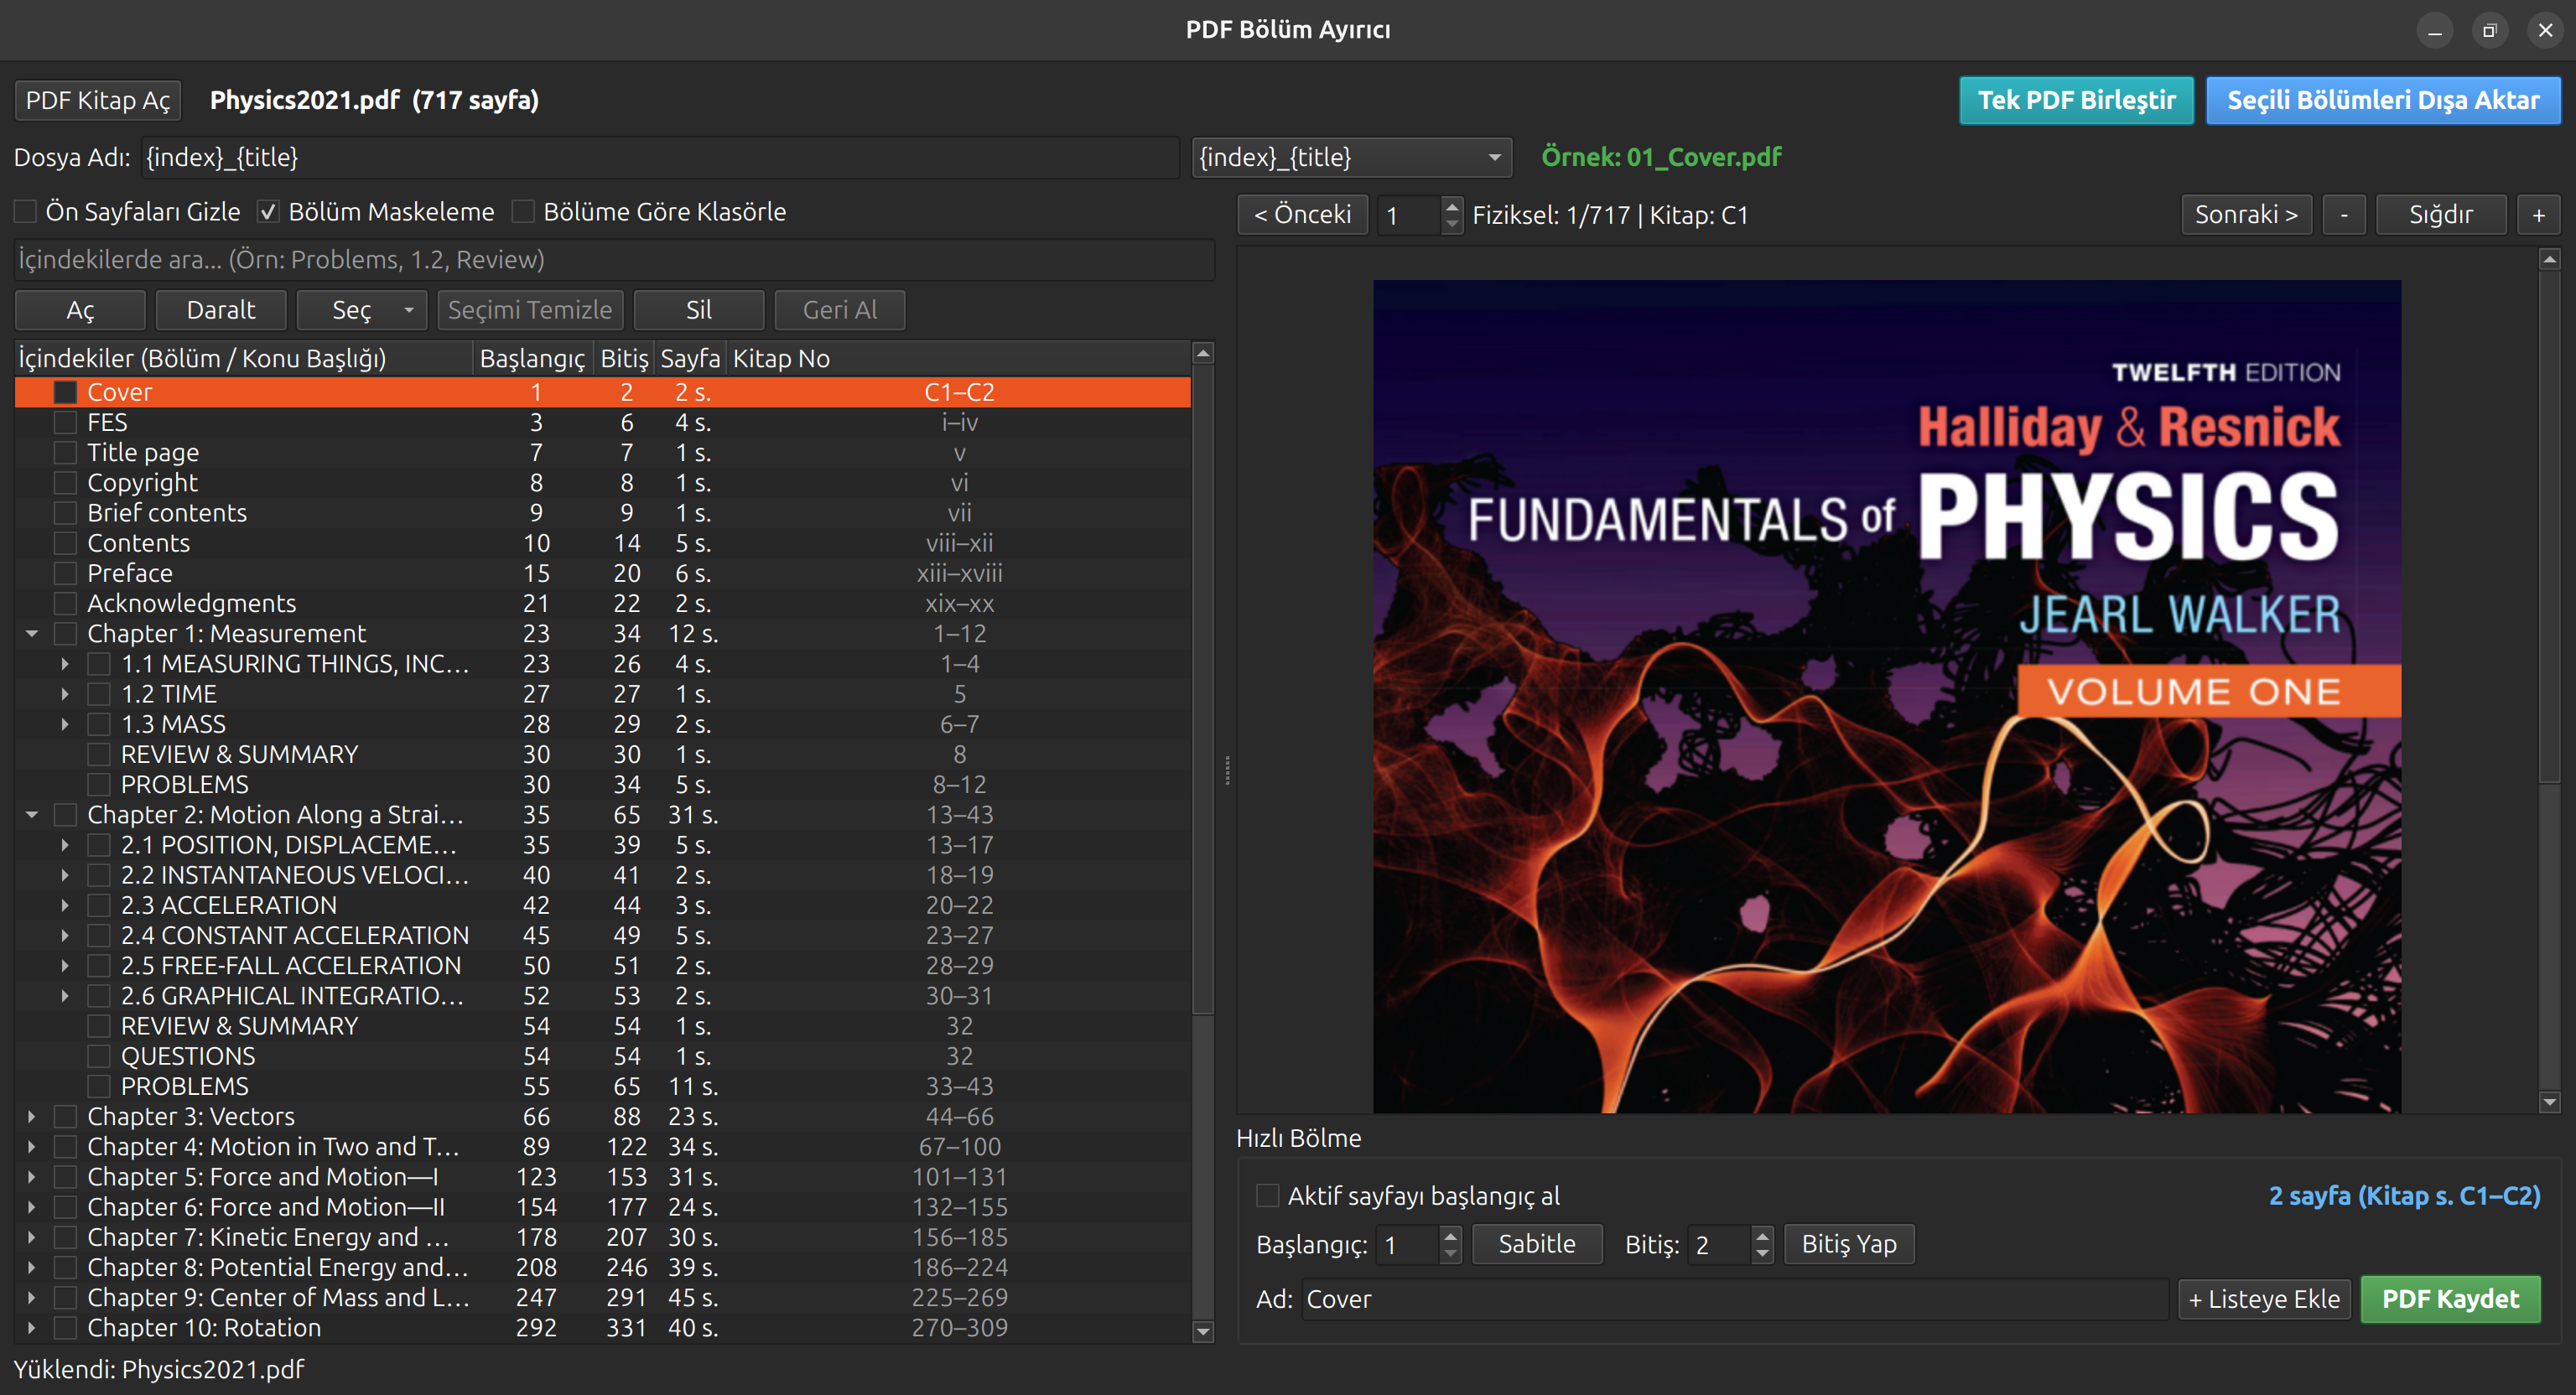 PDF Bölüm Ayırıcı
PDF Kitap Aç Physics2021.pdf (717 sayfa) Tek PDF Birleştir Seçili Bölümleri Dışa Aktar
Dosya Adı: {index}_{title} {index}_{title} Örnek: 01_Cover.pdf
Ön Sayfaları Gizle Bölüm Maskeleme Bölüme Göre Klasörle
< Önceki 1 Fiziksel: 1/717 | Kitap: C1 Sonraki > - Sığdır +
İçindekilerde ara... (Örn: Problems, 1.2, Review)
Aç Daralt Seç Seçimi Temizle Sil Geri Al
İçindekiler (Bölüm / Konu Başlığı) Başlangıç Bitiş Sayfa Kitap No
Cover 1 2 2 s. C1–C2
FES 3 6 4 s. i–iv
Title page 7 7 1 s. v
Copyright 8 8 1 s. vi
Brief contents 9 9 1 s. vii
Contents 10 14 5 s. viii–xii
Preface 15 20 6 s. xiii–xviii
Acknowledgments 21 22 2 s. xix–xx
Chapter 1: Measurement 23 34 12 s. 1–12
1.1 MEASURING THINGS, INC... 23 26 4 s. 1–4
1.2 TIME 27 27 1 s. 5
1.3 MASS 28 29 2 s. 6–7
REVIEW & SUMMARY 30 30 1 s. 8
PROBLEMS 30 34 5 s. 8–12
Chapter 2: Motion Along a Strai... 35 65 31 s. 13–43
2.1 POSITION, DISPLACEME... 35 39 5 s. 13–17
2.2 INSTANTANEOUS VELOCI... 40 41 2 s. 18–19
2.3 ACCELERATION 42 44 3 s. 20–22
2.4 CONSTANT ACCELERATION 45 49 5 s. 23–27
2.5 FREE-FALL ACCELERATION 50 51 2 s. 28–29
2.6 GRAPHICAL INTEGRATIO... 52 53 2 s. 30–31
REVIEW & SUMMARY 54 54 1 s. 32
QUESTIONS 54 54 1 s. 32
PROBLEMS 55 65 11 s. 33–43
Chapter 3: Vectors 66 88 23 s. 44–66
Chapter 4: Motion in Two and T... 89 122 34 s. 67–100
Chapter 5: Force and Motion—I 123 153 31 s. 101–131
Chapter 6: Force and Motion—II 154 177 24 s. 132–155
Chapter 7: Kinetic Energy and ... 178 207 30 s. 156–185
Chapter 8: Potential Energy and... 208 246 39 s. 186–224
Chapter 9: Center of Mass and L... 247 291 45 s. 225–269
Chapter 10: Rotation 292 331 40 s. 270–309
TWELFTH EDITION
Halliday & Resnick
FUNDAMENTALS of PHYSICS
JEARL WALKER
VOLUME ONE
Hızlı Bölme
Aktif sayfayı başlangıç al 2 sayfa (Kitap s. C1–C2)
Başlangıç: 1 Sabitle Bitiş: 2 Bitiş Yap
Ad: Cover + Listeye Ekle PDF Kaydet
Yüklendi: Physics2021.pdf